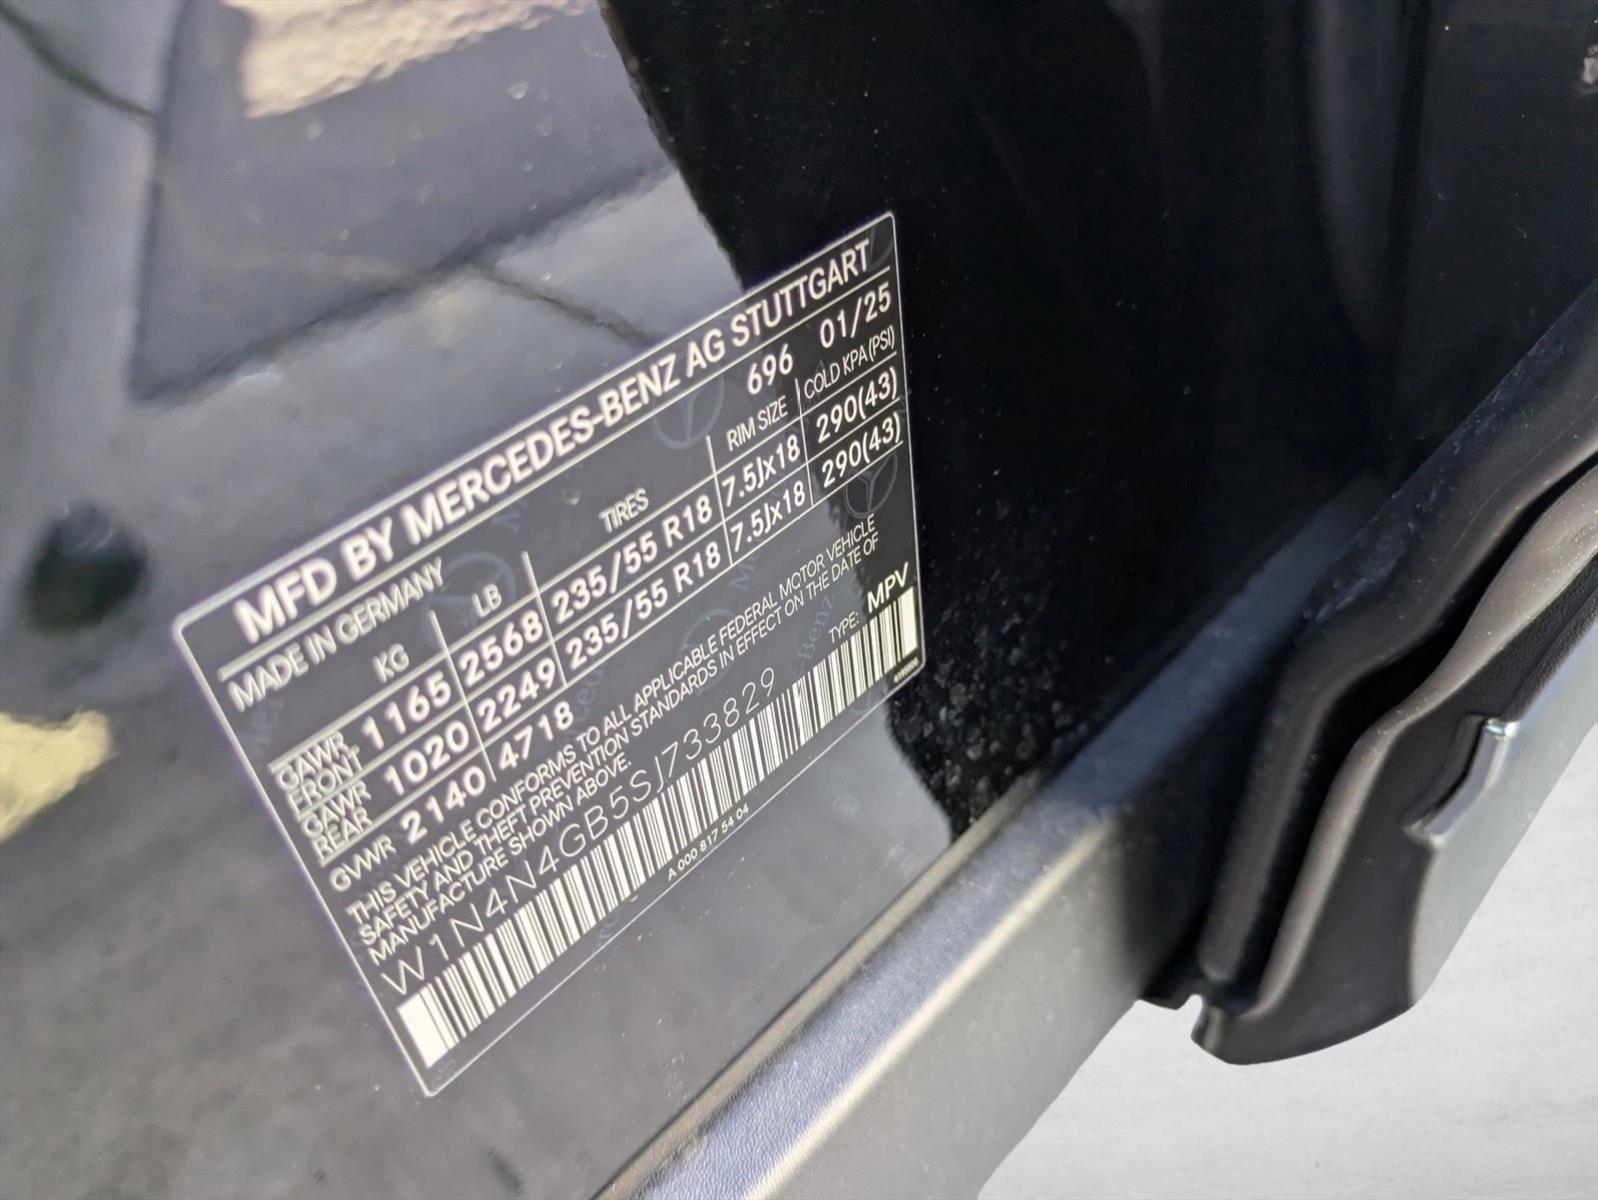 MFD BY MERCEDES-BENZ AG STUTTGART
MADE IN GERMANY 696 01/25
KG LB TIRES RIM SIZE COLD KPA(PSI)
GAWR FRONT 1165 2568 235/55 R18 7.5Jx18 290(43)
GAWR REAR 1020 2249 235/55 R18 7.5Jx18 290(43)
GVWR 2140 4718
THIS VEHICLE CONFORMS TO ALL APPLICABLE FEDERAL MOTOR VEHICLE
SAFETY AND THEFT PREVENTION STANDARDS IN EFFECT ON THE DATE OF
MANUFACTURE SHOWN ABOVE.
W1N4N4GB5SJ733829 TYPE: MPV
A 000 817 54 04